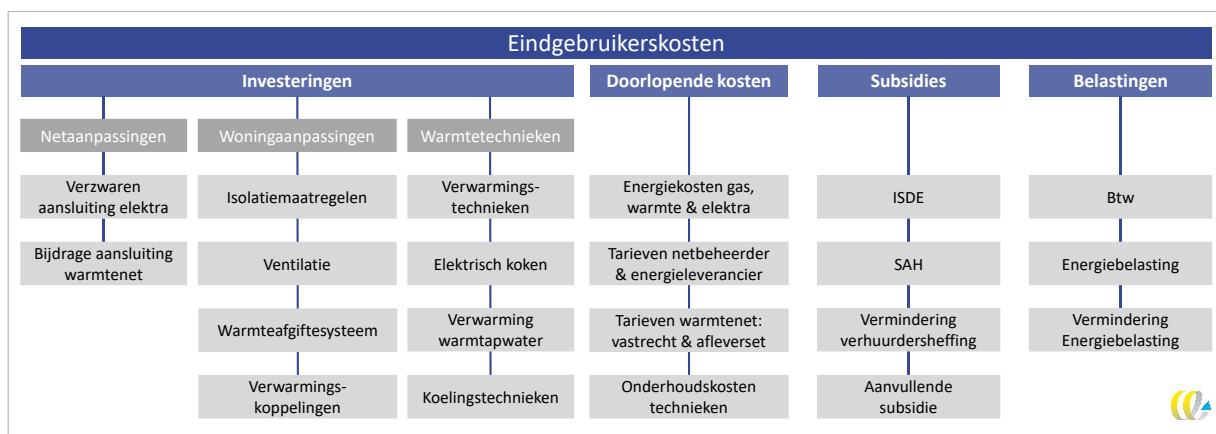 Eindgebruikerskosten
Investeringen
Netaanpassingen
Verzwaren
aansluiting elektra
Bijdrage aansluiting
warmtenet
Woningaanpassingen
Isolatiemaatregelen
Ventilatie
Warmteafgiftesysteem
Verwarmings-
koppelingen
Warmtetechnieken
Verwarmings-
technieken
Elektrisch koken
Verwarming
warmtapwater
Koelingstechnieken
Doorlopende kosten
Energiekosten gas,
warmte & elektra
Tarieven netbeheerder
& energieleverancier
Tarieven warmtenet:
vastrecht & afleverset
Onderhoudskosten
technieken
Subsidies
ISDE
SAH
Vermindering
verhuurdersheffing
Aanvullende
subsidie
Belastingen
Btw
Energiebelasting
Vermindering
Energiebelasting